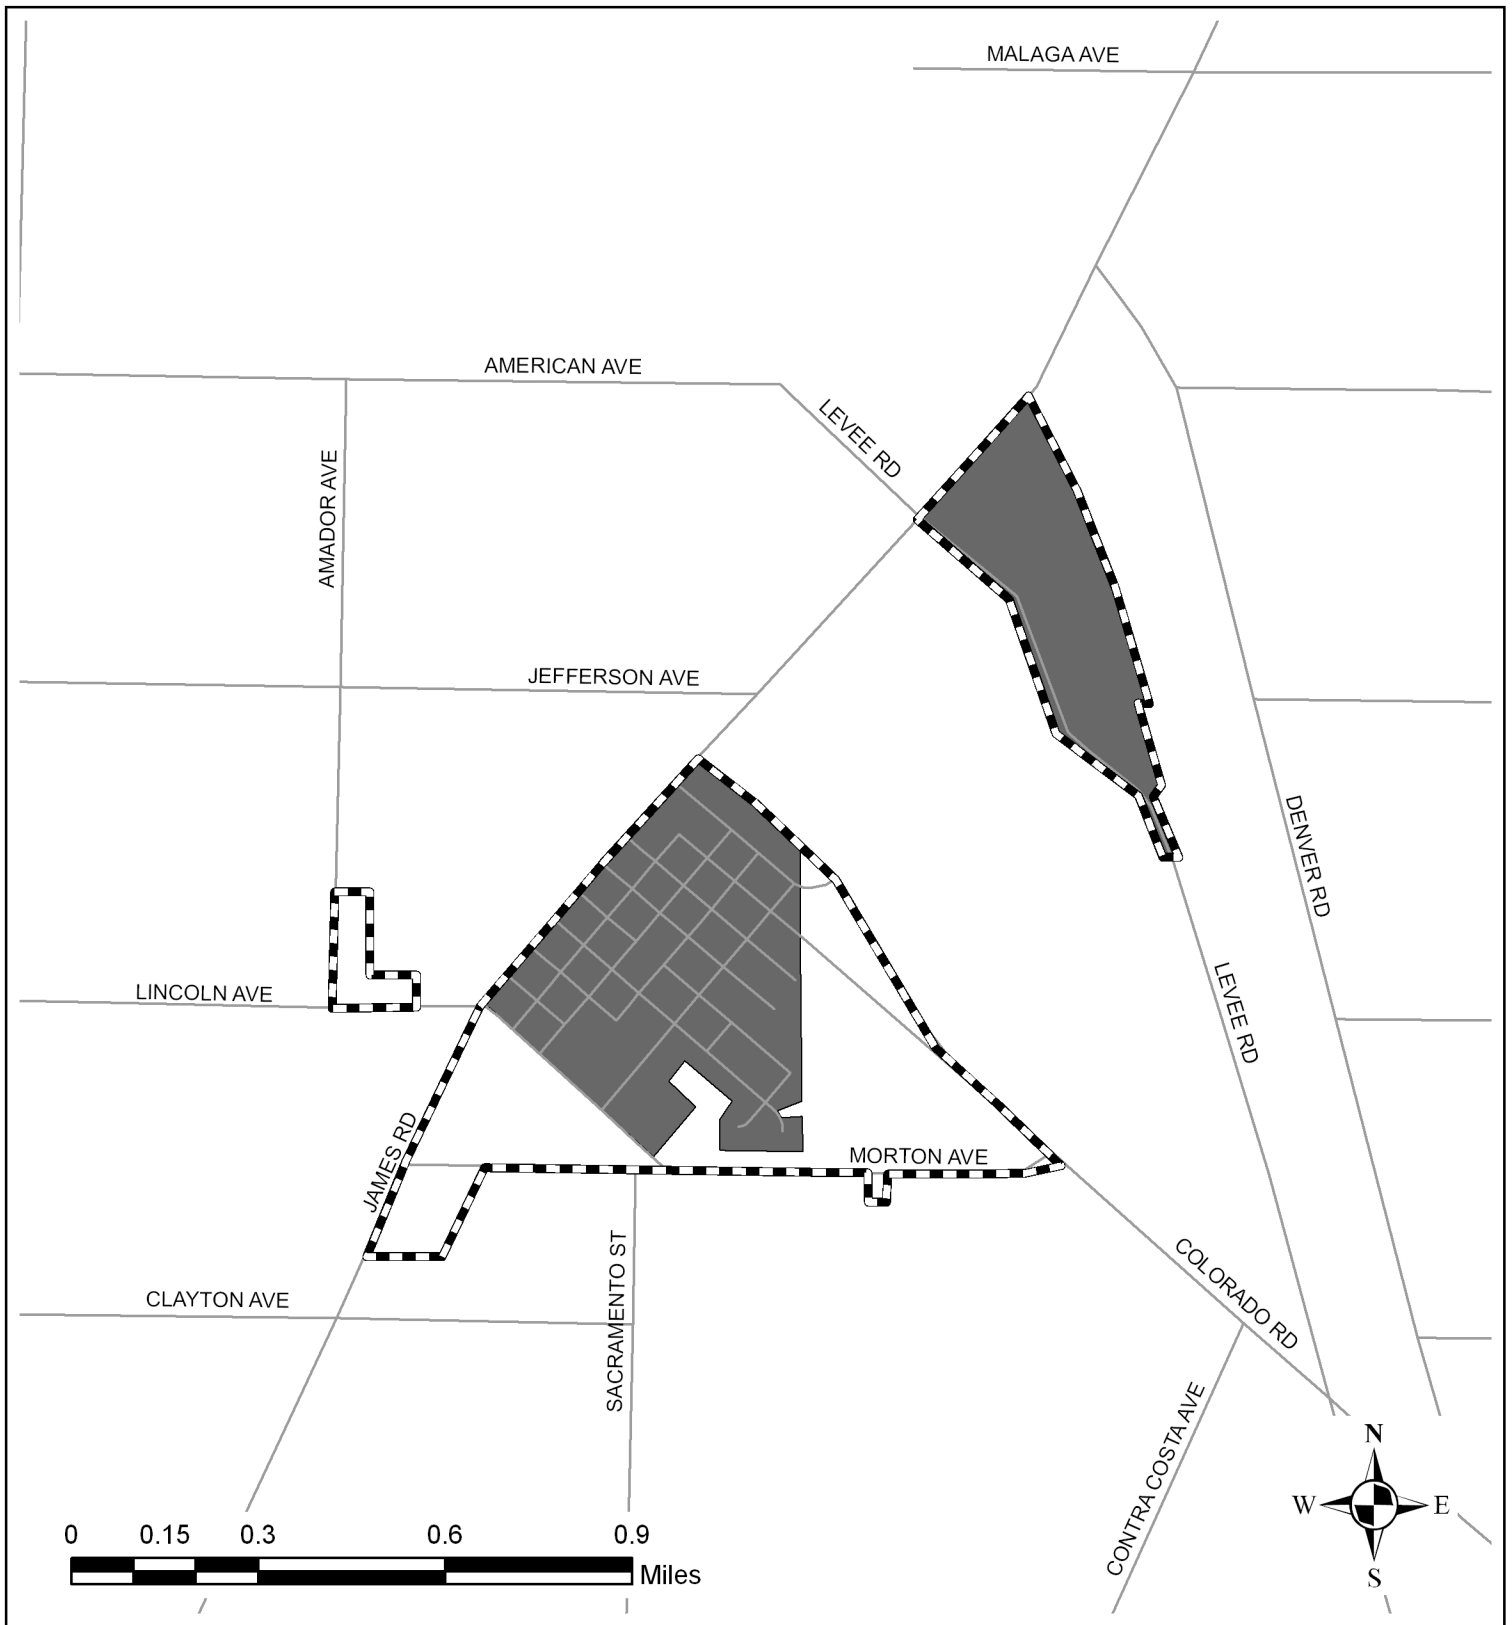 MALAGA AVE
AMERICAN AVE
LEVEE RD
AMADOR AVE
JEFFERSON AVE
DENVER RD
LINCOLN AVE
LEVEE RD
JAMES RD
MORTON AVE
COLORADO RD
SACRAMENTO ST
CLAYTON AVE
CONTRA COSTA AVE
N
W E
S
0 0.15 0.3 0.6 0.9
Miles